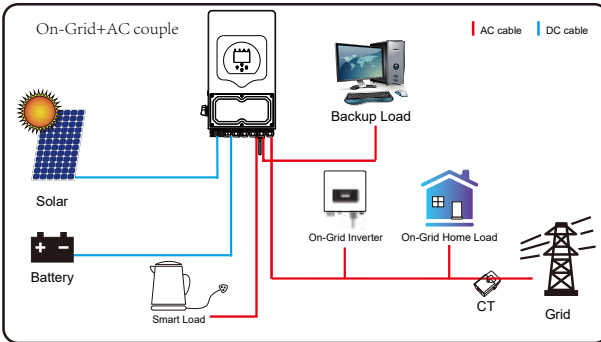 On-Grid+AC couple
AC cable
DC cable
Backup Load
Solar
On-Grid Inverter
On-Grid Home Load
Battery
Smart Load
CT
Grid